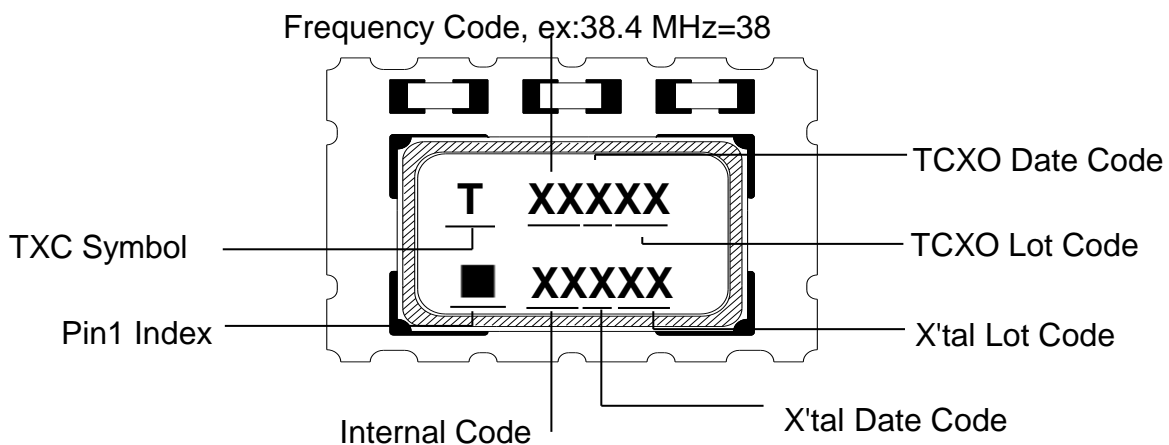 Frequency Code, ex:38.4 MHz=38
TCXO Date Code
T XXXXX
TXC Symbol
TCXO Lot Code
XXXXX
Pin1 Index
X'tal Lot Code
X'tal Date Code
Internal Code